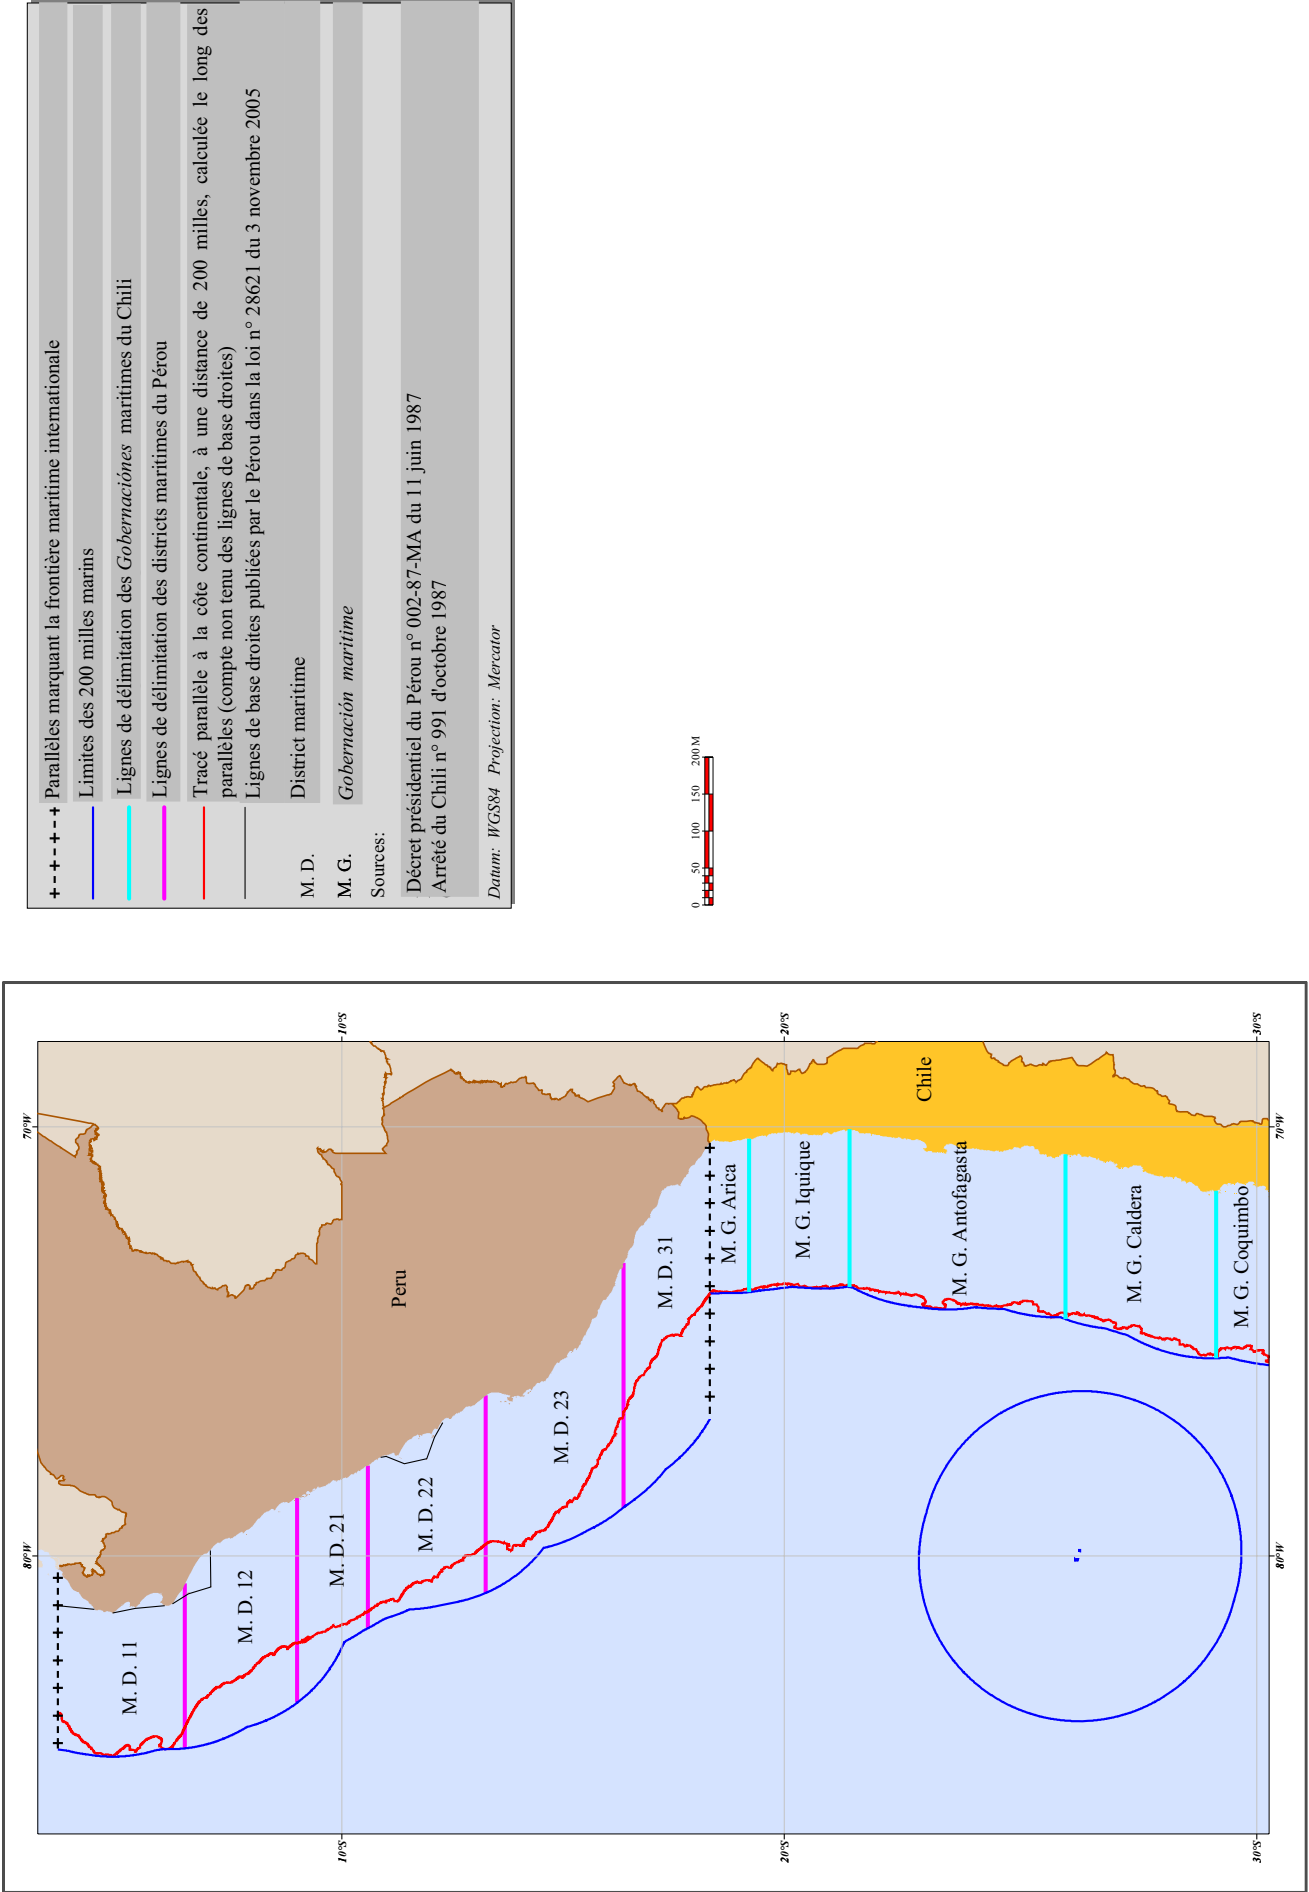 Parallèles marquant la frontière maritime internationale
Limites des 200 milles marins
Lignes de délimitation des Gobernaciónes maritimes du Chili
Lignes de délimitation des districts maritimes du Pérou
Tracé parallèle à la côte continentale, à une distance de 200 milles, calculée le long des
parallèles (compte non tenu des lignes de base droites)
Lignes de base droites publiées par le Pérou dans la loi n° 28621 du 3 novembre 2005
M. D. District maritime
M. G. Gobernación maritime
Sources:
Décret présidentiel du Pérou n° 002-87-MA du 11 juin 1987
Arrêté du Chili n° 991 d'octobre 1987
Datum: WGS84 Projection: Mercator
0 50 100 150 200 M
80°W
70°W
10°S
10°S
20°S
20°S
30°S
30°S
80°W
70°W
Peru
Chile
M. D. 11
M. D. 12
M. D. 21
M. D. 22
M. D. 23
M. D. 31
M. G. Arica
M. G. Iquique
M. G. Antofagasta
M. G. Caldera
M. G. Coquimbo